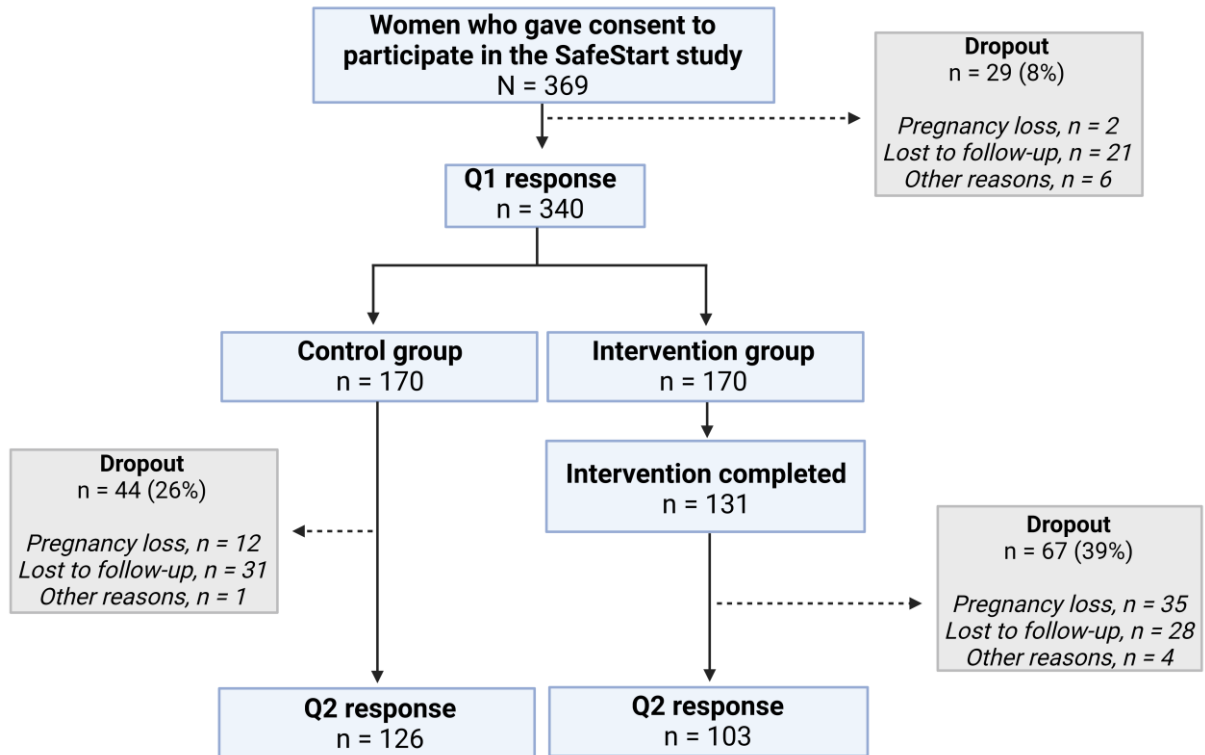 Women who gave consent to
participate in the SafeStart study
N = 369
Dropout
n = 29 (8%)
Pregnancy loss, n = 2
Lost to follow-up, n = 21
Other reasons, n = 6
Q1 response
n = 340
Control group
n = 170
Intervention group
n = 170
Dropout
n = 44 (26%)
Pregnancy loss, n = 12
Lost to follow-up, n = 31
Other reasons, n = 1
Intervention completed
n = 131
Dropout
n = 67 (39%)
Pregnancy loss, n = 35
Lost to follow-up, n = 28
Other reasons, n = 4
Q2 response
n = 126
Q2 response
n = 103